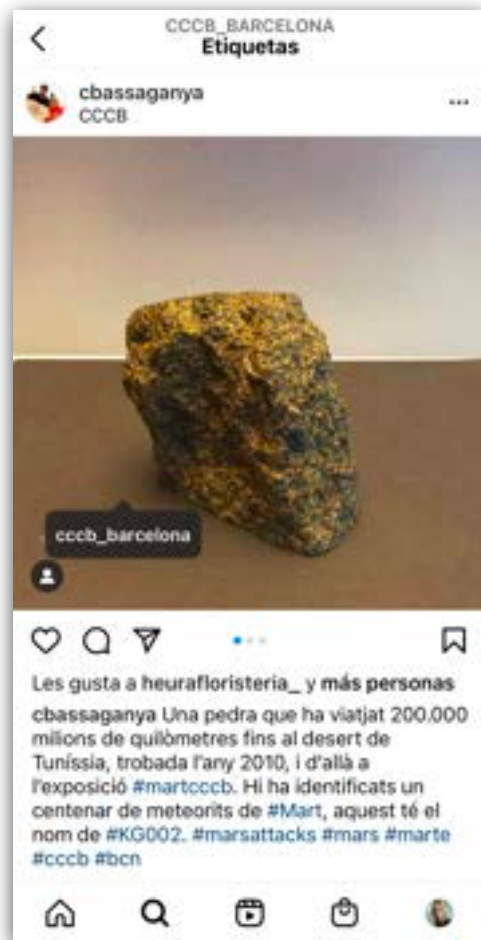 CCCB_BARCELONA
Etiquetas
cbassaganya
CCCB
cccb_barcelona
Les gusta a heurafloristeria_ y más personas
cbassaganya Una pedra que ha viatjat 200.000
milions de quilòmetres fins al desert de
Tuníssia, trobada l'any 2010, i d'allà a
l'exposició #martcccb. Hi ha identificats un
centenar de meteorits de #Mart, aquest té el
nom de #KG002. #marsattacks #mars #marte
#cccb #bcn